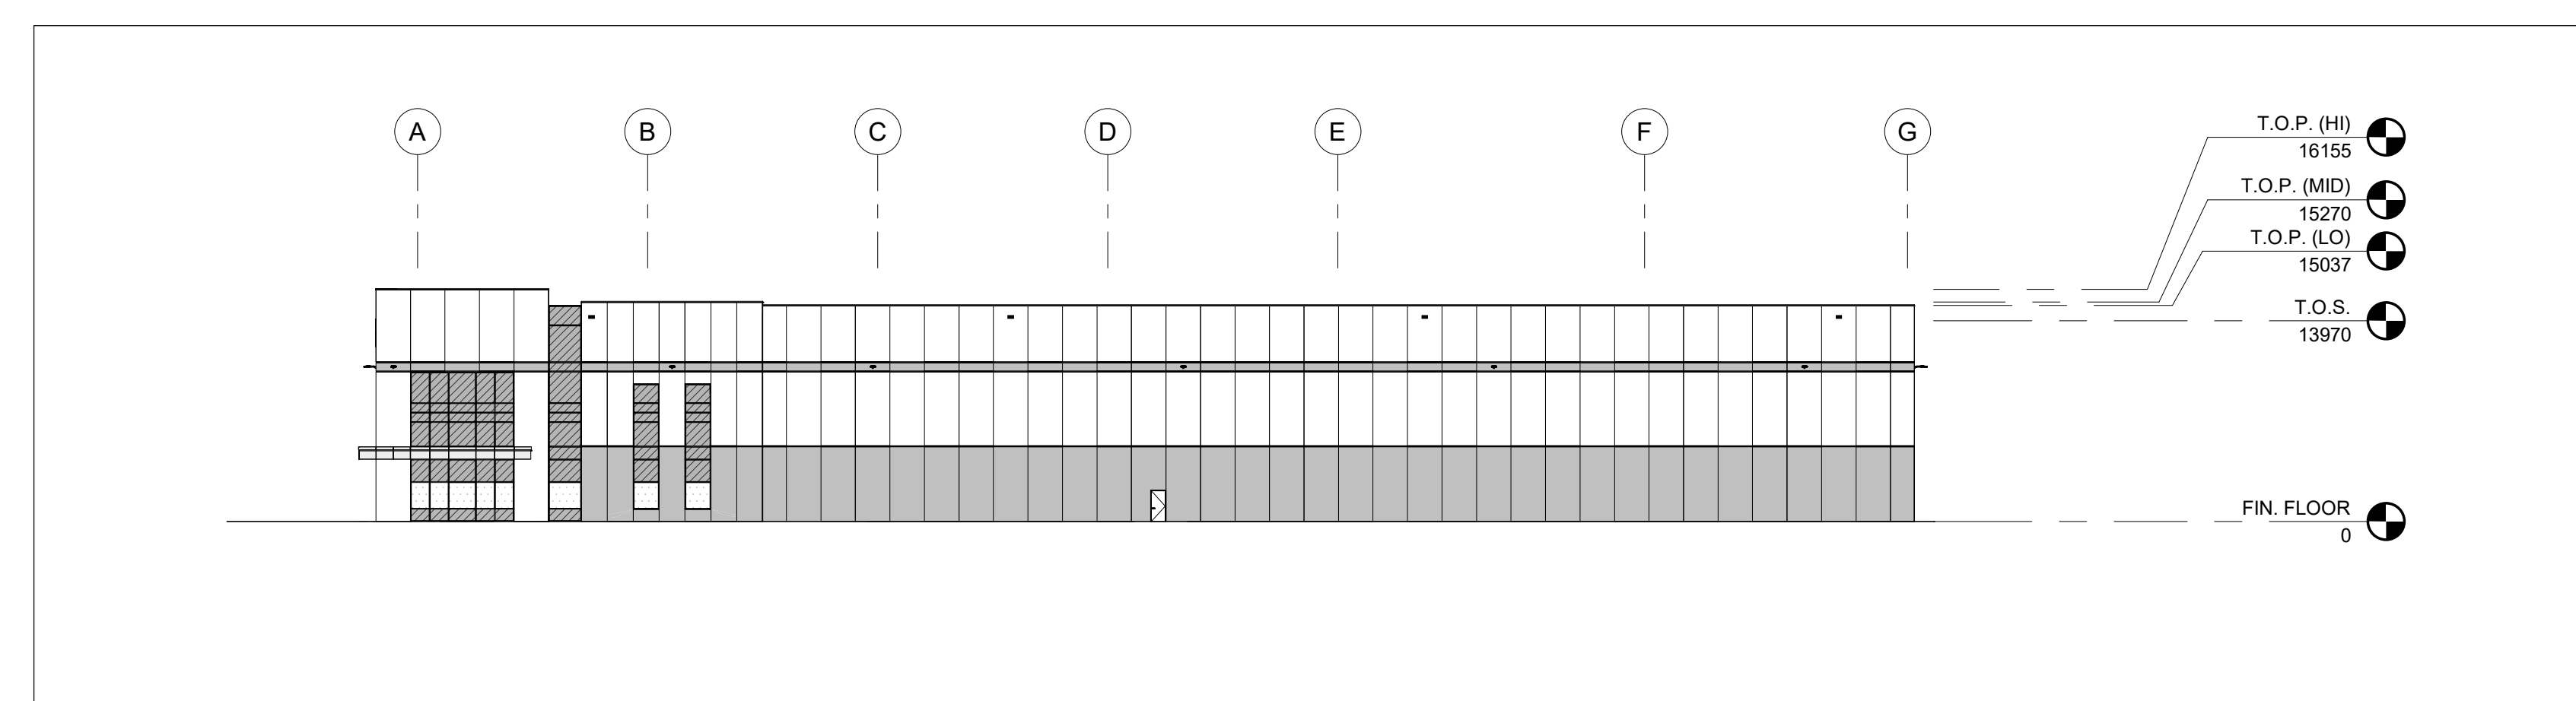 A
B
C
D
E
F
G
T.O.P. (HI)
16155
T.O.P. (MID)
15270
T.O.P. (LO)
15037
T.O.S.
13970
FIN. FLOOR
0